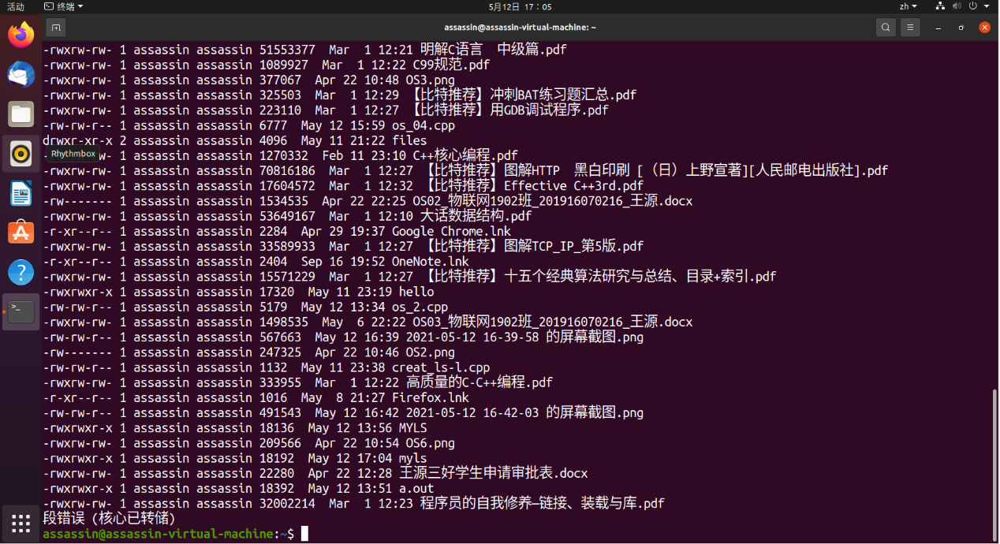 活动 终端 5月12日 17：05 zh
assassin@assassin-virtual-machine: ~
-rwxrw-rw- 1 assassin assassin 51553377  Mar  1 12:21 明解C语言  中级篇.pdf
-rwxrw-rw- 1 assassin assassin 1089927  Mar  1 12:22 C99规范.pdf
-rwxrw-rw- 1 assassin assassin 377067  Apr 22 10:48 OS3.png
-rwxrw-rw- 1 assassin assassin 325503  Mar  1 12:29 【比特推荐】冲刺BAT练习题汇总.pdf
-rwxrw-rw- 1 assassin assassin 223110  Mar  1 12:27 【比特推荐】用GDB调试程序.pdf
-rw-rw-r-- 1 assassin assassin 6777  May 12 15:59 os_04.cpp
drwxr-xr-x 2 assassin assassin 4096  May 11 21:22 files
Rhythmbox
w- 1 assassin assassin 1270332  Feb 11 23:10 C++核心编程.pdf
-rwxrw-rw- 1 assassin assassin 70816186  Mar  1 12:27 【比特推荐】图解HTTP  黑白印刷 [（日）上野宣著][人民邮电出版社].pdf
-rwxrw-rw- 1 assassin assassin 17604572  Mar  1 12:32 【比特推荐】Effective C++3rd.pdf
-rw------- 1 assassin assassin 1534535  Apr 22 22:25 OS02_物联网1902班_201916070216_王源.docx
-rwxrw-rw- 1 assassin assassin 53649167  Mar  1 12:10 大话数据结构.pdf
-r-xr--r-- 1 assassin assassin 2284  Apr 29 19:37 Google Chrome.lnk
-rwxrw-rw- 1 assassin assassin 33589933  Mar  1 12:27 【比特推荐】图解TCP_IP_第5版.pdf
-r-xr--r-- 1 assassin assassin 2404  Sep 16 19:52 OneNote.lnk
-rwxrw-rw- 1 assassin assassin 15571229  Mar  1 12:27 【比特推荐】十五个经典算法研究与总结、目录+索引.pdf
-rwxrwxr-x 1 assassin assassin 17320  May 11 23:19 hello
-rw-rw-r-- 1 assassin assassin 5179  May 12 13:34 os_2.cpp
-rwxrw-rw- 1 assassin assassin 1498535  May  6 22:22 OS03_物联网1902班_201916070216_王源.docx
-rw-rw-r-- 1 assassin assassin 567663  May 12 16:39 2021-05-12 16-39-58 的屏幕截图.png
-rw------- 1 assassin assassin 247325  Apr 22 10:46 OS2.png
-rw-rw-r-- 1 assassin assassin 1132  May 11 23:38 creat_ls-l.cpp
-rwxrw-rw- 1 assassin assassin 333955  Mar  1 12:22 高质量的C-C++编程.pdf
-r-xr--r-- 1 assassin assassin 1016  May  8 21:27 Firefox.lnk
-rw-rw-r-- 1 assassin assassin 491543  May 12 16:42 2021-05-12 16-42-03 的屏幕截图.png
-rwxrwxr-x 1 assassin assassin 18136  May 12 13:56 MYLS
-rwxrw-rw- 1 assassin assassin 209566  Apr 22 10:54 OS6.png
-rwxrwxr-x 1 assassin assassin 18192  May 12 17:04 myls
-rwxrw-rw- 1 assassin assassin 22280  Apr 22 12:28 王源三好学生申请审批表.docx
-rwxrwxr-x 1 assassin assassin 18392  May 12 13:51 a.out
-rwxrw-rw- 1 assassin assassin 32002214  Mar  1 12:23 程序员的自我修养—链接、装载与库.pdf
段错误 (核心已转储)
assassin@assassin-virtual-machine:~$